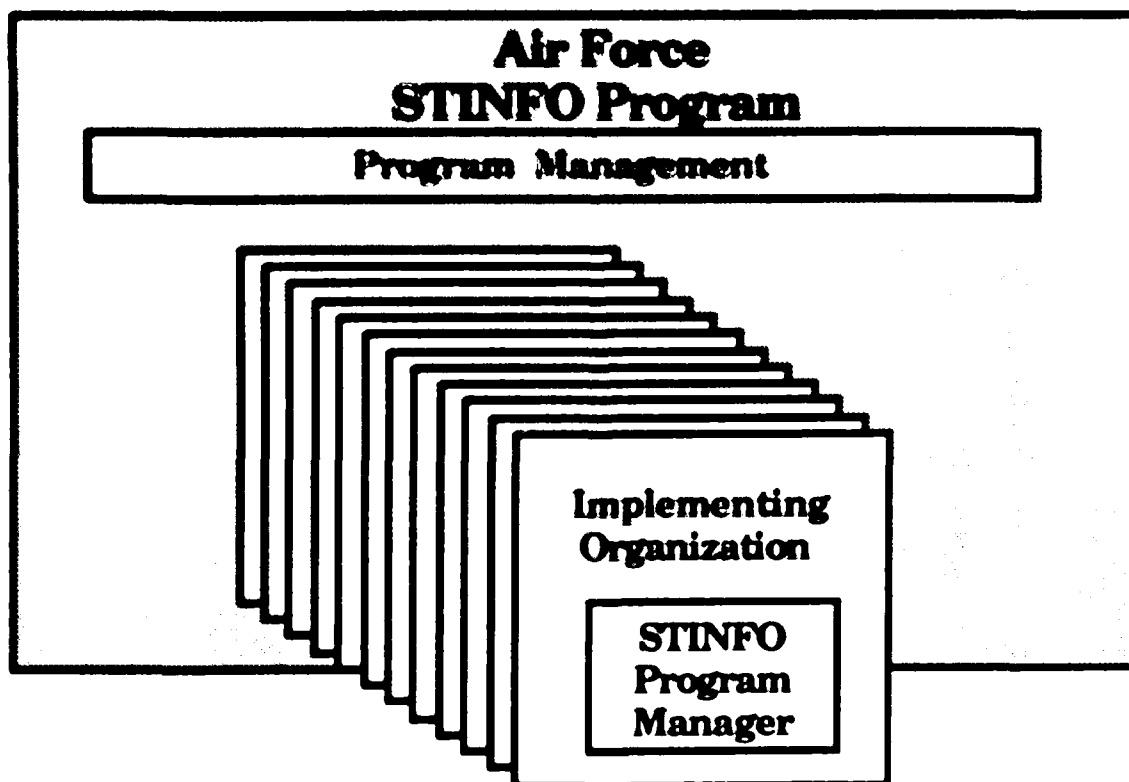 Air Force
STINFO Program
Program Management
Implementing
Organization
STINFO
Program
Manager